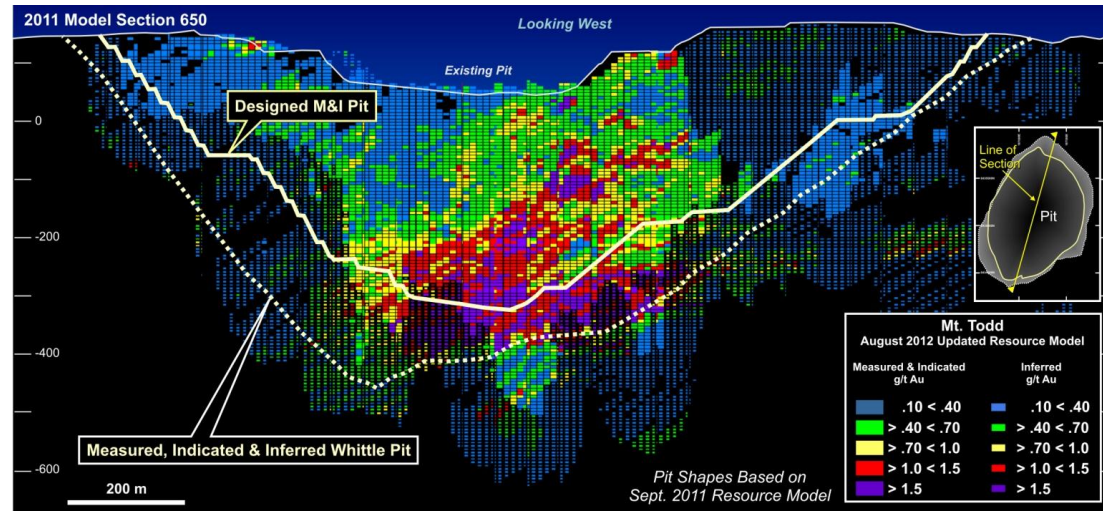 2011 Model Section 650
Looking West
Existing Pit
Designed M&I Pit
0
-200
-400
-600
Line of
Section
Pit
Measured, Indicated & Inferred Whittle Pit
200 m
Pit Shapes Based on
Sept. 2011 Resource Model
Mt. Todd
August 2012 Updated Resource Model
Measured & Indicated
g/t Au
.10 < .40
> .40 < .70
> .70 < 1.0
> 1.0 < 1.5
> 1.5
Inferred
g/t Au
.10 < .40
> .40 < .70
> .70 < 1.0
> 1.0 < 1.5
> 1.5